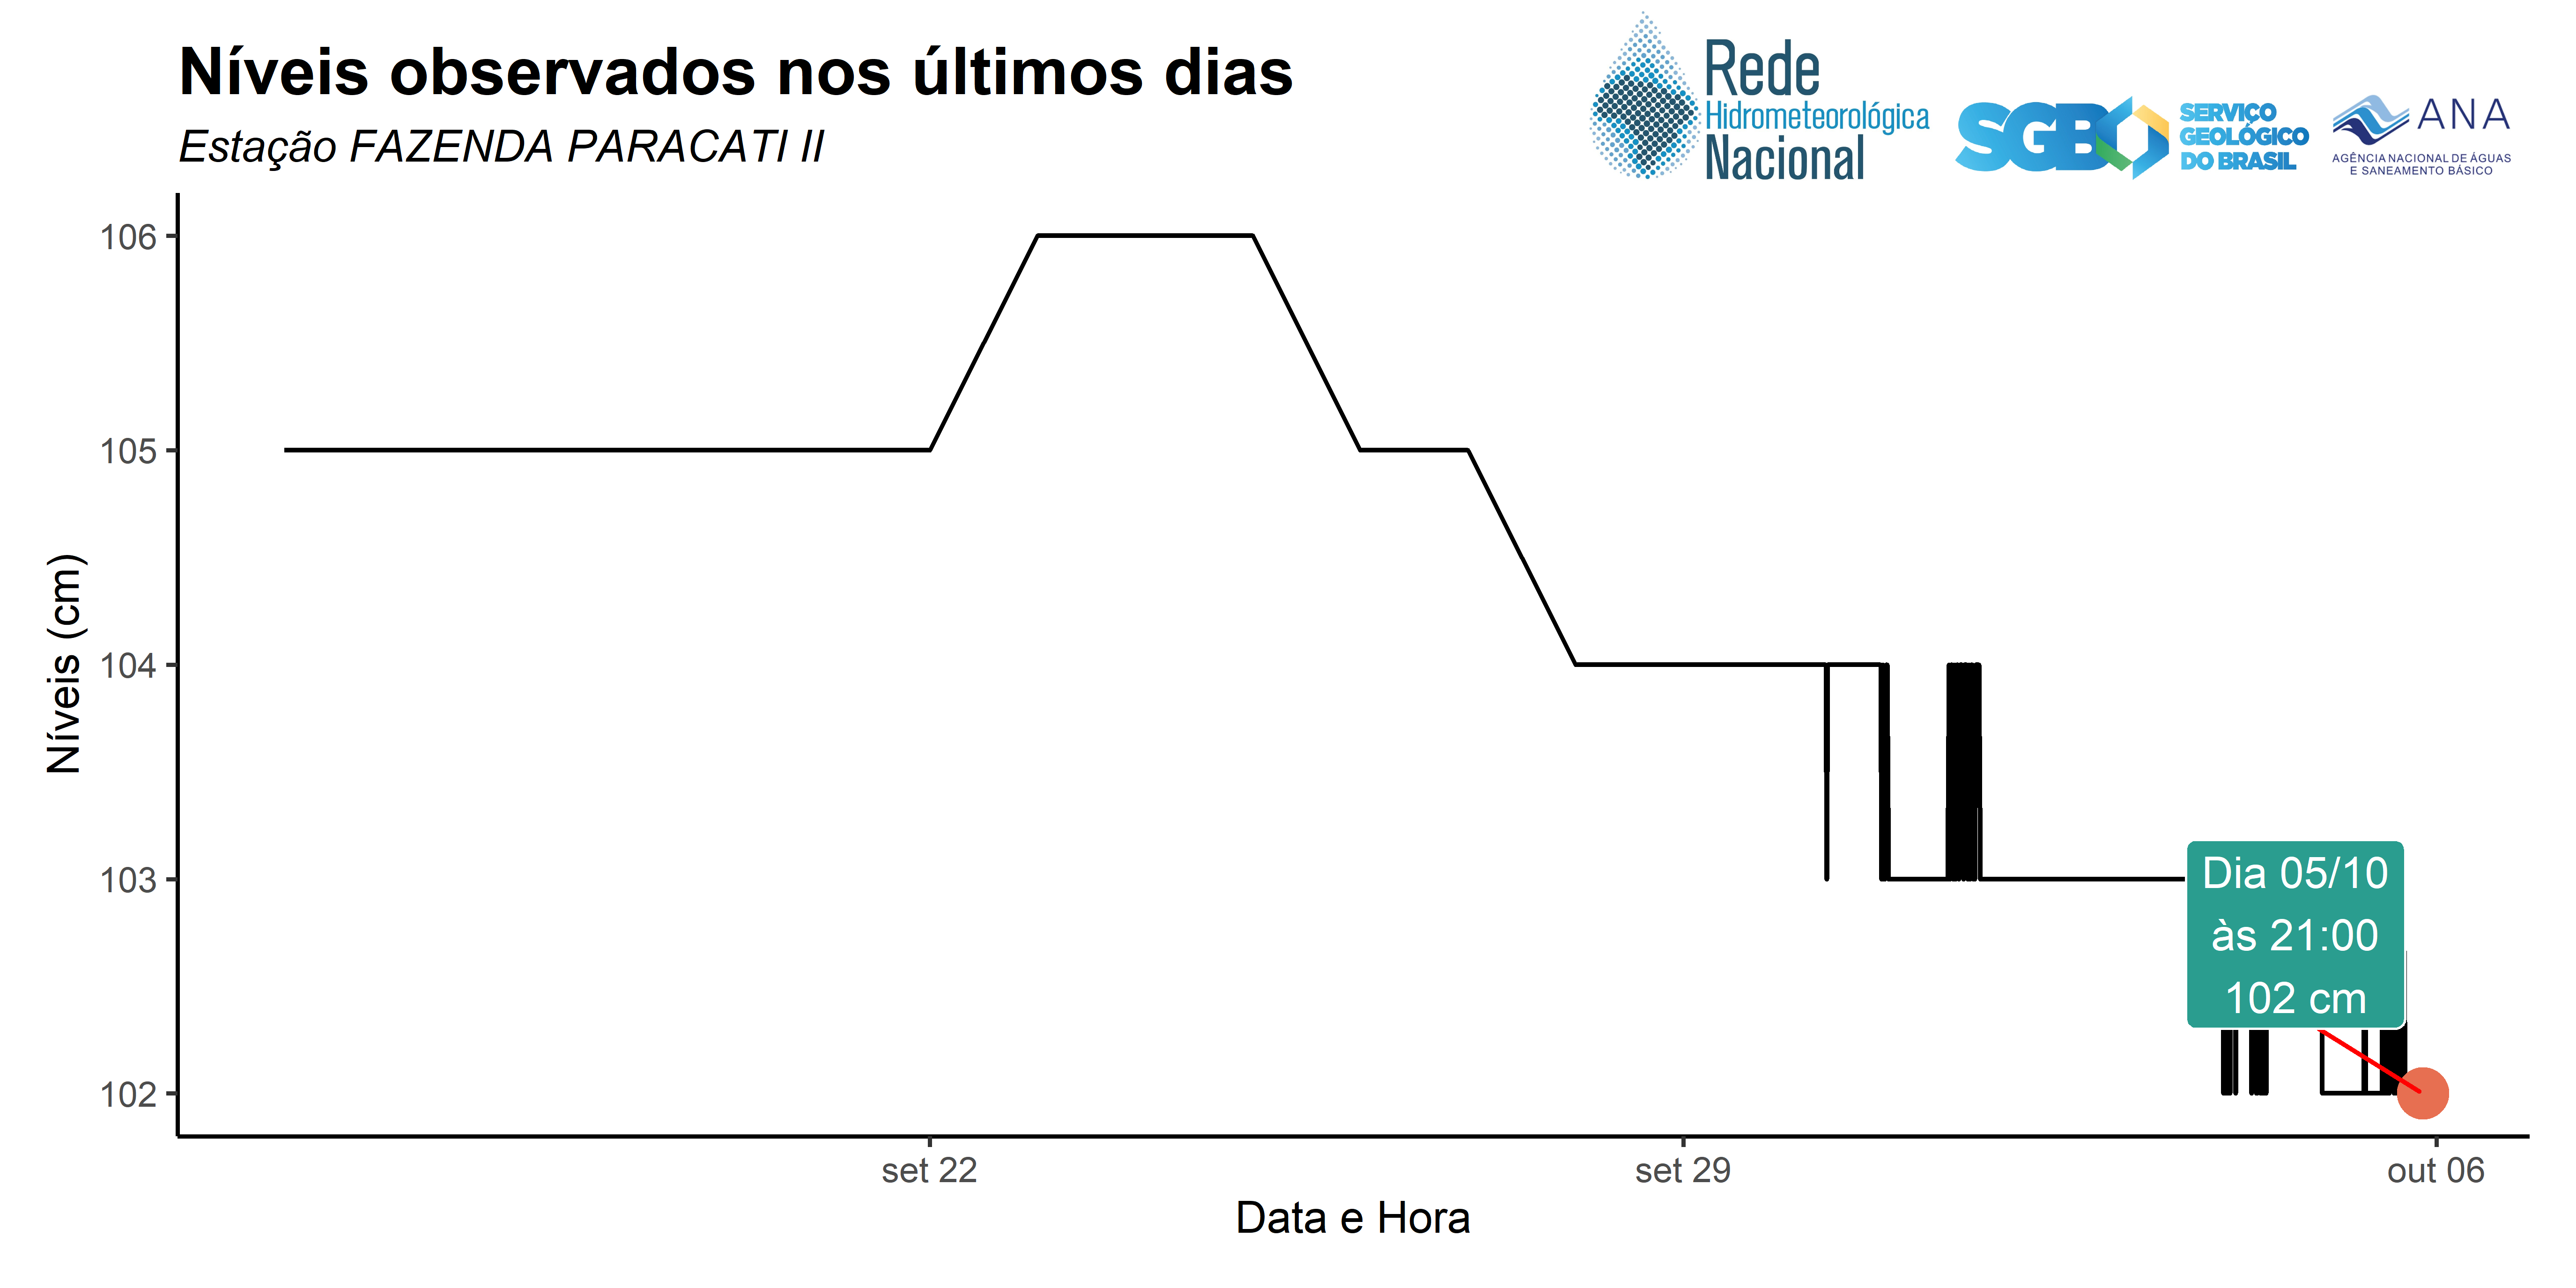 Níveis observados nos últimos dias
Estação FAZENDA PARACATI II
Rede
Hidrometeorológica
Nacional
SGB
SERVIÇO
GEOLÓGICO
DO BRASIL
ANA
AGÊNCIA NACIONAL DE ÁGUAS
E SANEAMENTO BÁSICO
106
105
104
103
102
Níveis (cm)
Dia 05/10
às 21:00
102 cm
set 22
set 29
out 06
Data e Hora